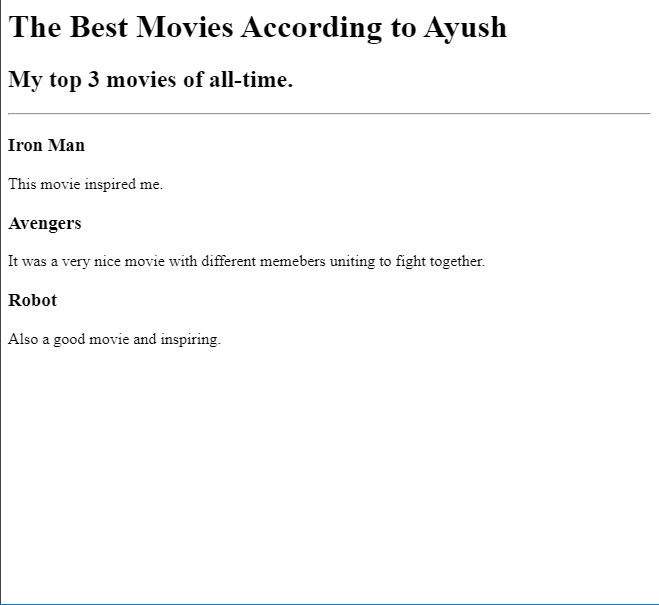 The Best Movies According to Ayush
My top 3 movies of all-time.
Iron Man
This movie inspired me.
Avengers
It was a very nice movie with different memebers uniting to fight together.
Robot
Also a good movie and inspiring.